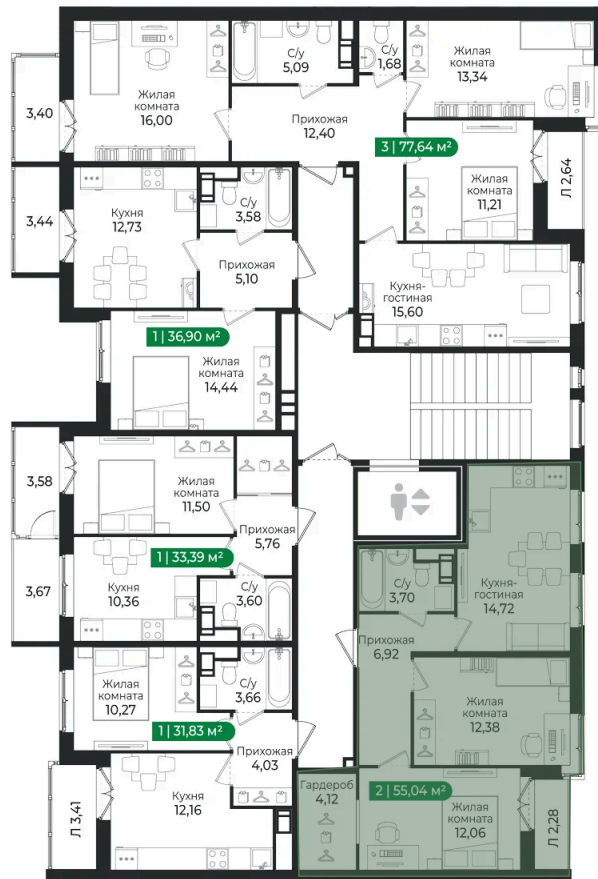 С/у
5,09
С/у
1,68
Жилая
комната
13,34
Жилая
комната
16,00
3,40
Прихожая
12,40
3 | 77,64 м²
Жилая
комната
11,21
Л 2,64
3,44
Кухня
12,73
С/у
3,58
Прихожая
5,10
Кухня-
гостиная
15,60
1 | 36,90 м²
Жилая
комната
14,44
3,58
Жилая
комната
11,50
Прихожая
5,76
1 | 33,39 м²
3,67
Кухня
10,36
С/у
3,60
С/у
3,70
Кухня-
гостиная
14,72
Прихожая
6,92
Жилая
комната
10,27
С/у
3,66
Жилая
комната
12,38
1 | 31,83 м²
Прихожая
4,03
Л 3,41
Кухня
12,16
Гардероб
4,12
2 | 55,04 м²
Жилая
комната
12,06
Л 2,28